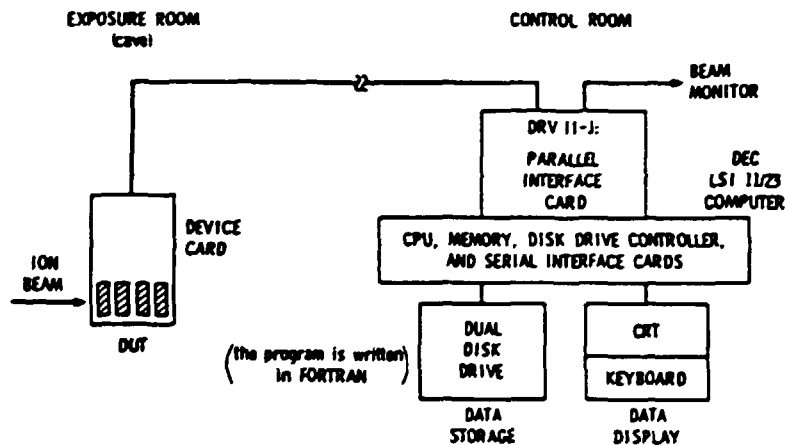 EXPOSURE ROOM
(cave)
CONTROL ROOM
BEAM
MONITOR
DRV 11-J:
PARALLEL
INTERFACE
CARD
DEC
LSI 11/23
COMPUTER
DEVICE
CARD
CPU, MEMORY, DISK DRIVE CONTROLLER,
AND SERIAL INTERFACE CARDS
ION
BEAM
DUT
(the program is written
in FORTRAN)
DUAL
DISK
DRIVE
CRT
KEYBOARD
DATA
STORAGE
DATA
DISPLAY